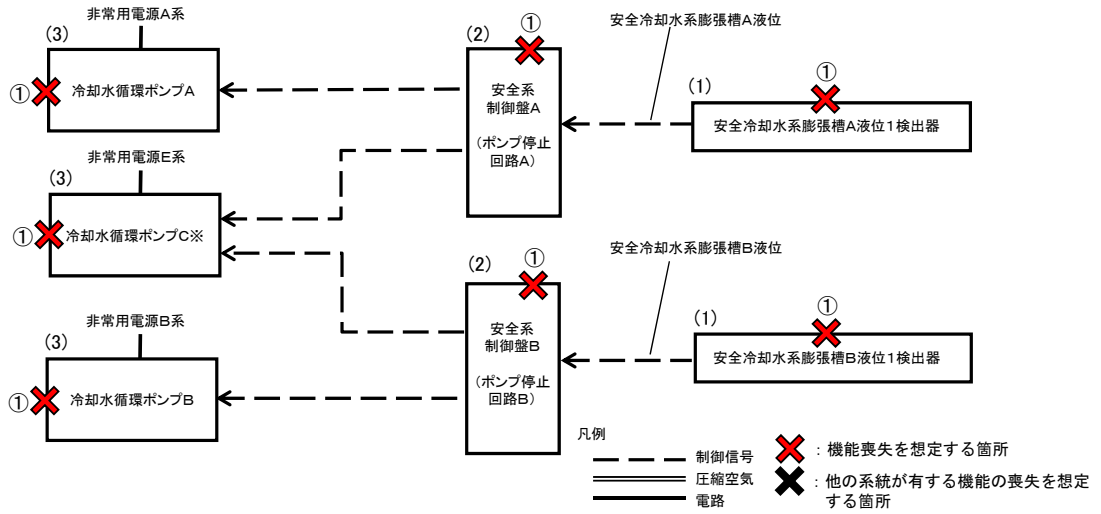 非常用電源A系
(3)
①
冷却水循環ポンプA
非常用電源E系
(3)
①
冷却水循環ポンプC※
非常用電源B系
(3)
①
冷却水循環ポンプB
(2)
①
安全系
制御盤A
(ポンプ停止
回路A)
(2)
①
安全系
制御盤B
(ポンプ停止
回路B)
安全冷却水系膨張槽A液位
(1)
①
安全冷却水系膨張槽A液位1検出器
安全冷却水系膨張槽B液位
(1)
①
安全冷却水系膨張槽B液位1検出器
凡例
制御信号
圧縮空気
電路
：機能喪失を想定する箇所
：他の系統が有する機能の喪失を想定
する箇所